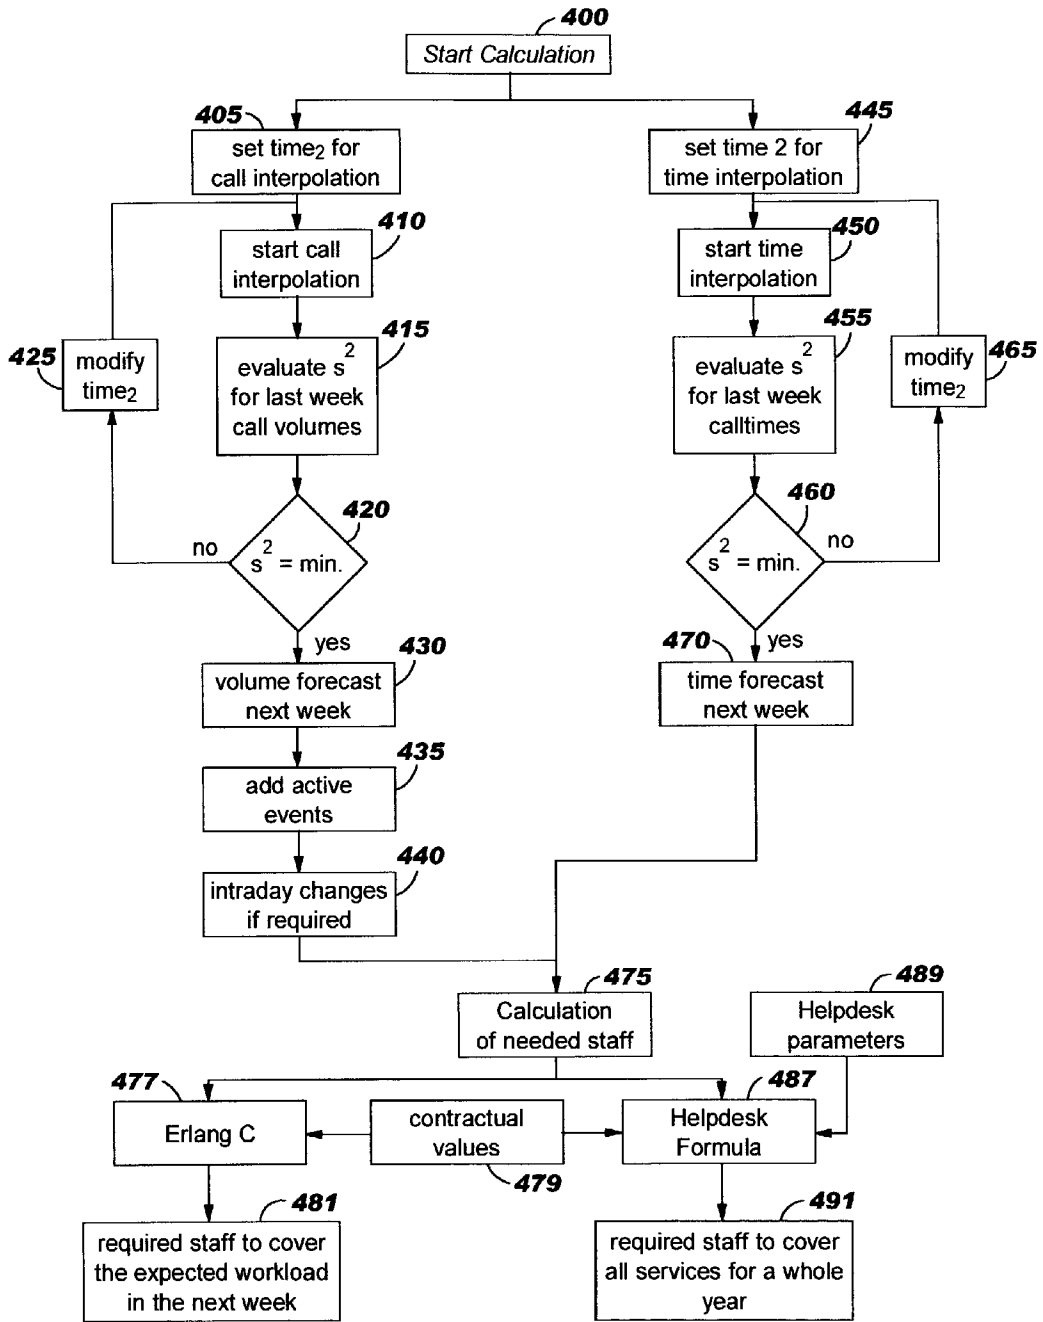 400
Start Calculation
405
set time₂ for
call interpolation
445
set time 2 for
time interpolation
410
start call
interpolation
450
start time
interpolation
415
evaluate s²
for last week
call volumes
425
modify
time₂
455
evaluate s²
for last week
calltimes
465
modify
time₂
420
s² = min.
no
yes
460
s² = min.
no
yes
430
volume forecast
next week
470
time forecast
next week
435
add active
events
440
intraday changes
if required
475
Calculation
of needed staff
489
Helpdesk
parameters
477
Erlang C
contractual
values
479
487
Helpdesk
Formula
481
required staff to cover
the expected workload
in the next week
491
required staff to cover
all services for a whole
year